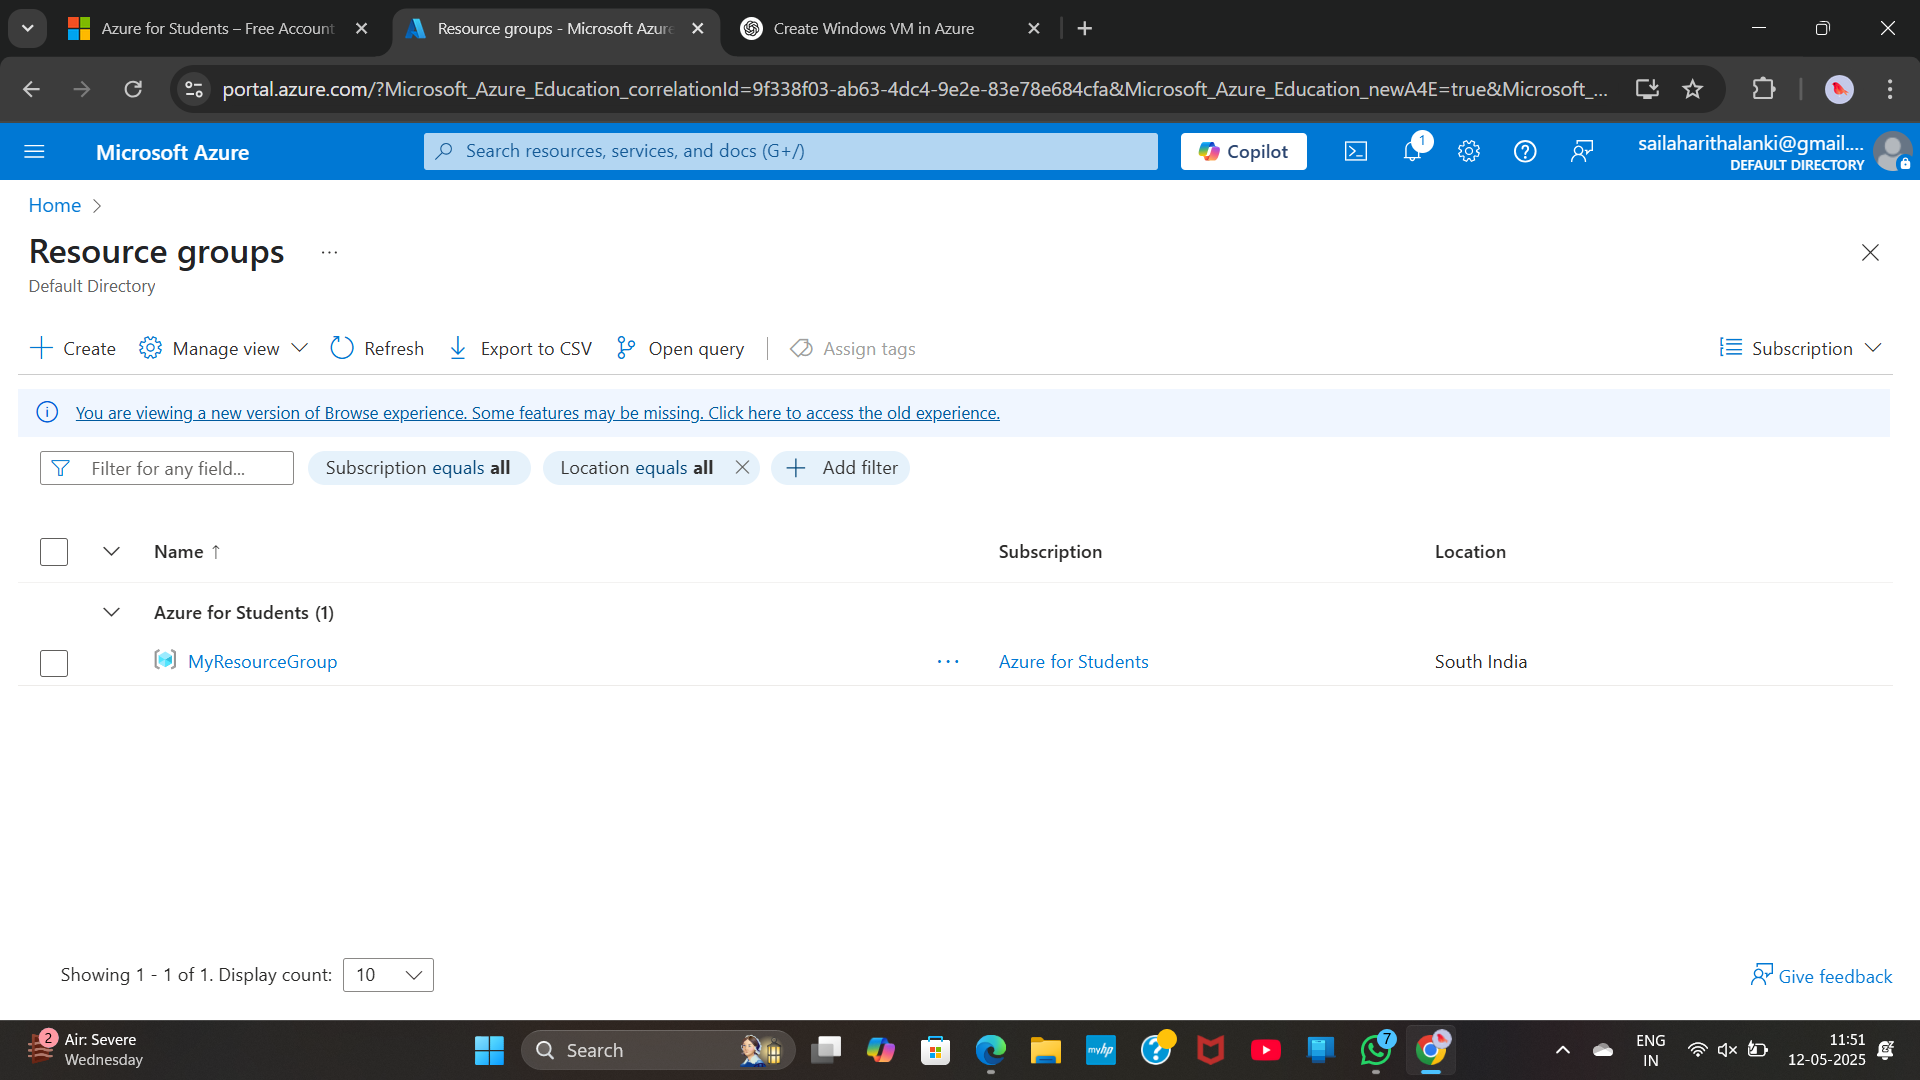 Azure for Students – Free Account
Resource groups - Microsoft Azure
Create Windows VM in Azure
portal.azure.com/?Microsoft_Azure_Education_correlationId=9f338f03-ab63-4dc4-9e2e-83e78e684cfa&Microsoft_Azure_Education_newA4E=true&Microsoft_...
Microsoft Azure
Search resources, services, and docs (G+/)
Copilot
1
sailaharithalanki@gmail....
DEFAULT DIRECTORY
Home
Resource groups ...
Default Directory
Create
Manage view
Refresh
Export to CSV
Open query
Assign tags
Subscription
You are viewing a new version of Browse experience. Some features may be missing. Click here to access the old experience.
Filter for any field...
Subscription equals all
Location equals all
Add filter
Name ↑ Subscription Location
Azure for Students (1)
MyResourceGroup ... Azure for Students South India
Showing 1 - 1 of 1. Display count: 10
Give feedback
2
Air: Severe
Wednesday
Search
myhp
7
ENG
IN
11:51
12-05-2025